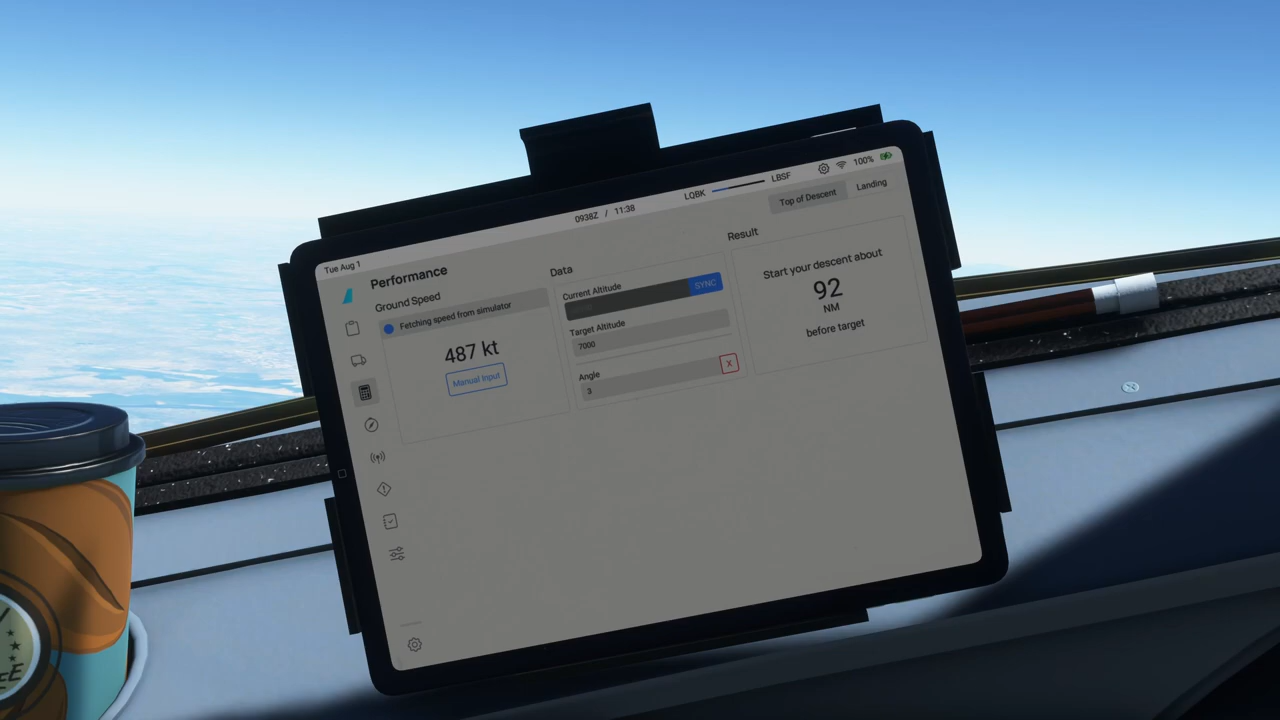 Tue Aug 1
0938Z / 11:38
LQBK
LBSF
100%
Performance
Top of Descent
Landing
Ground Speed
Fetching speed from simulator
487 kt
Manual Input
Data
Current Altitude
SYNC
Target Altitude
7000
Angle
X
3
Result
Start your descent about
92
NM
before target